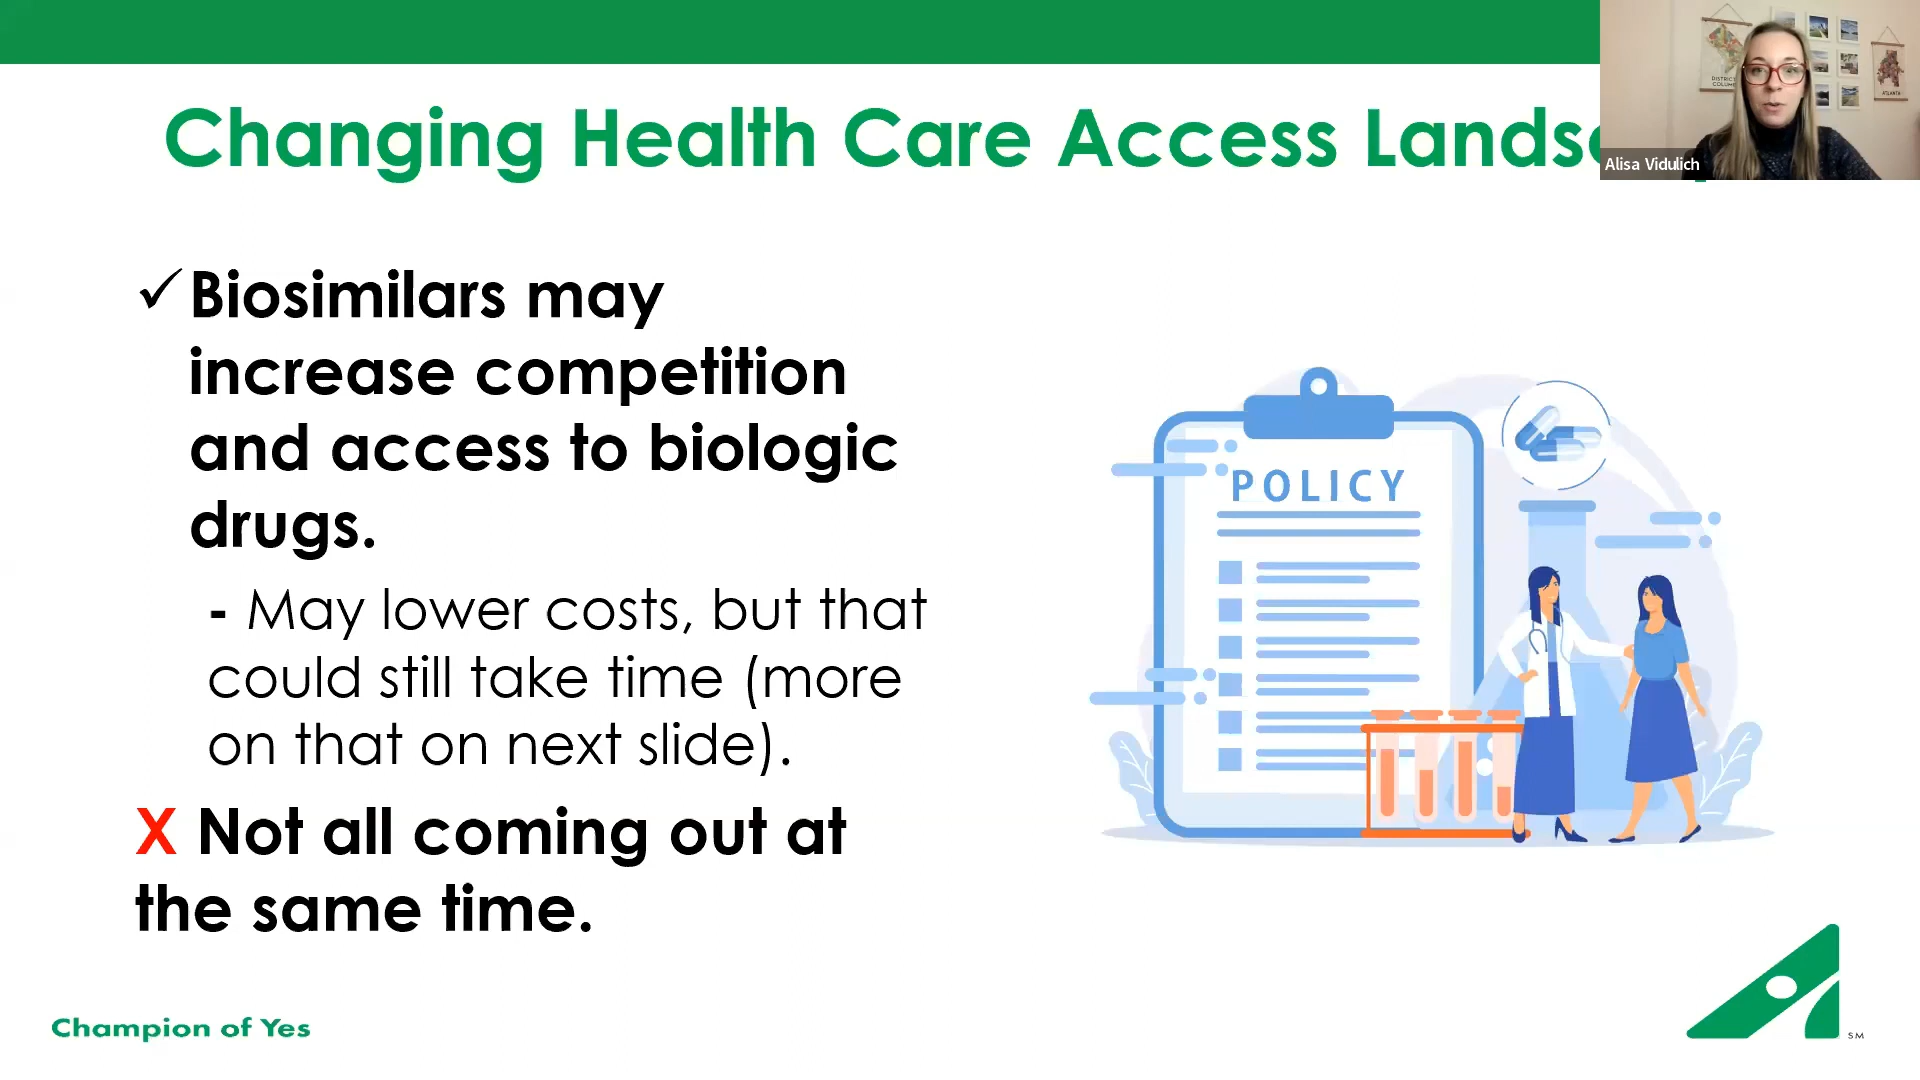 Changing Health Care Access
Alisa Vidulich
✓ Biosimilars may
increase competition
and access to biologic
drugs.
- May lower costs, but that
could still take time (more
on that on next slide).
X Not all coming out at
the same time.
POLICY
Champion of Yes
SM
ATLANTA